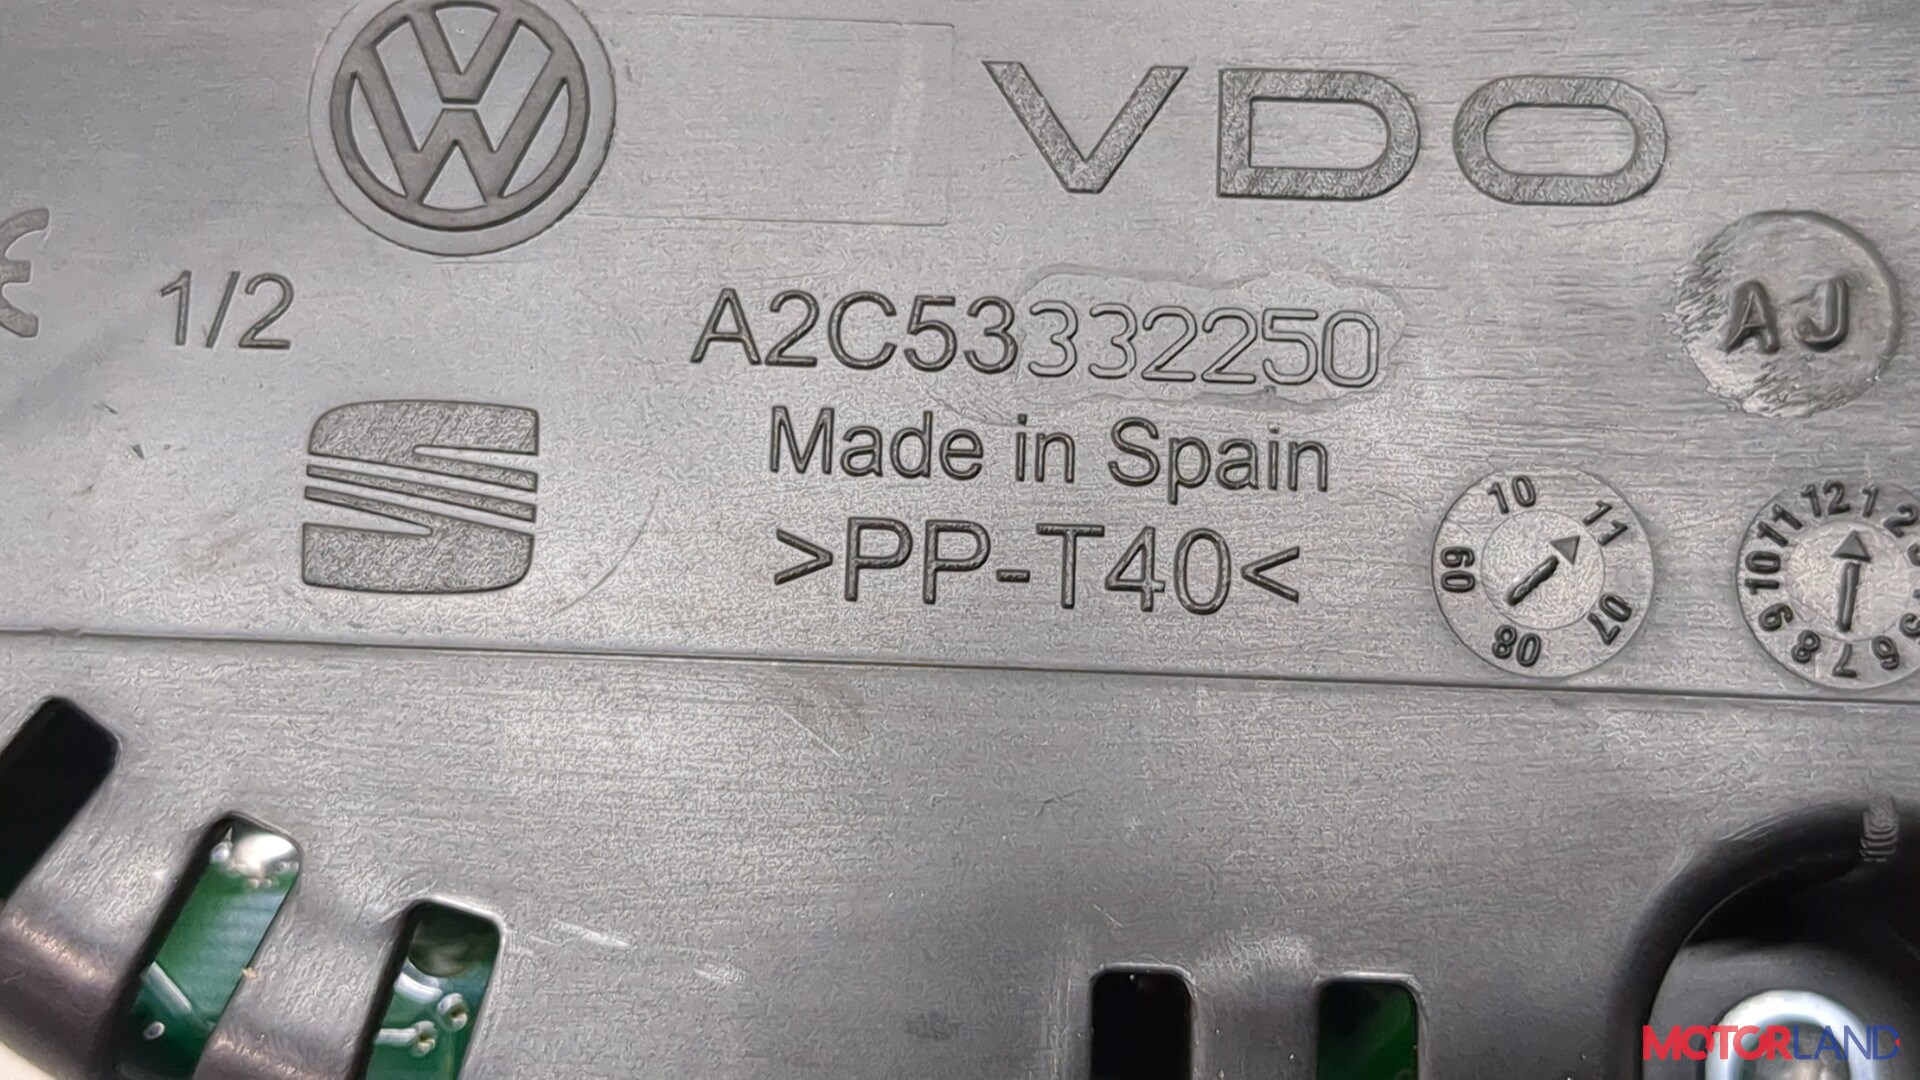 VDO
CE
1/2
A2C53332250
AJ
Made in Spain
>PP-T40<
10 11 07 08 09
12 1 2 5 6 7 8 9 10 11
MOTORLAND